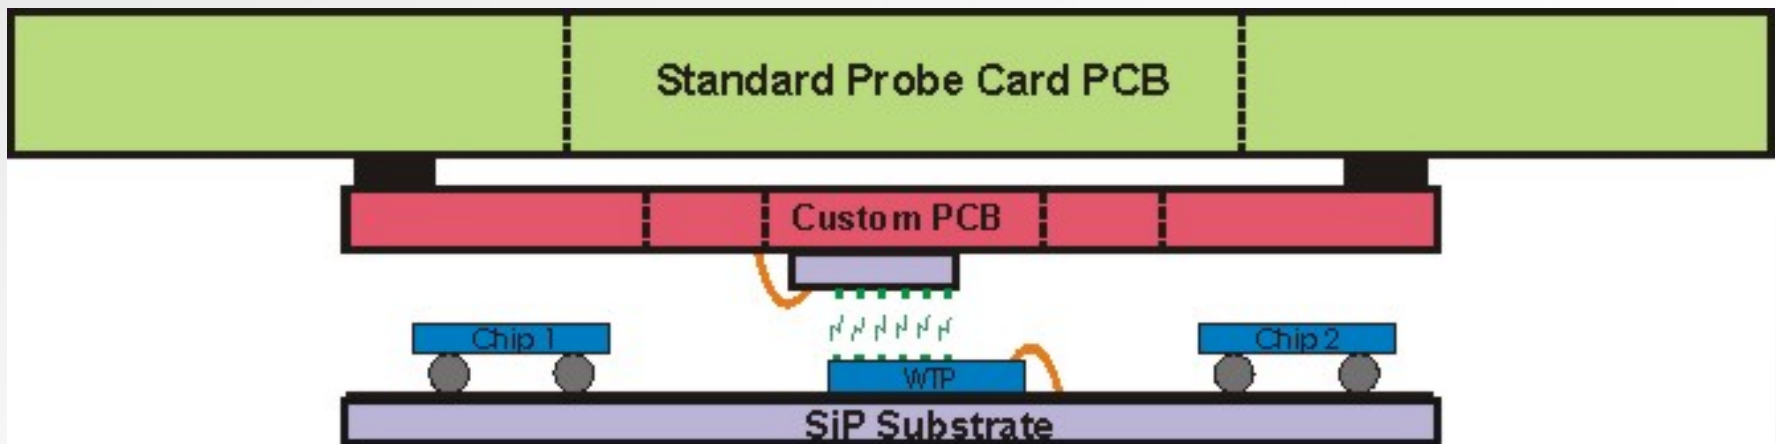 Standard Probe Card PCB
Custom PCB
Chip 1
Chip 2
WTP
SiP Substrate